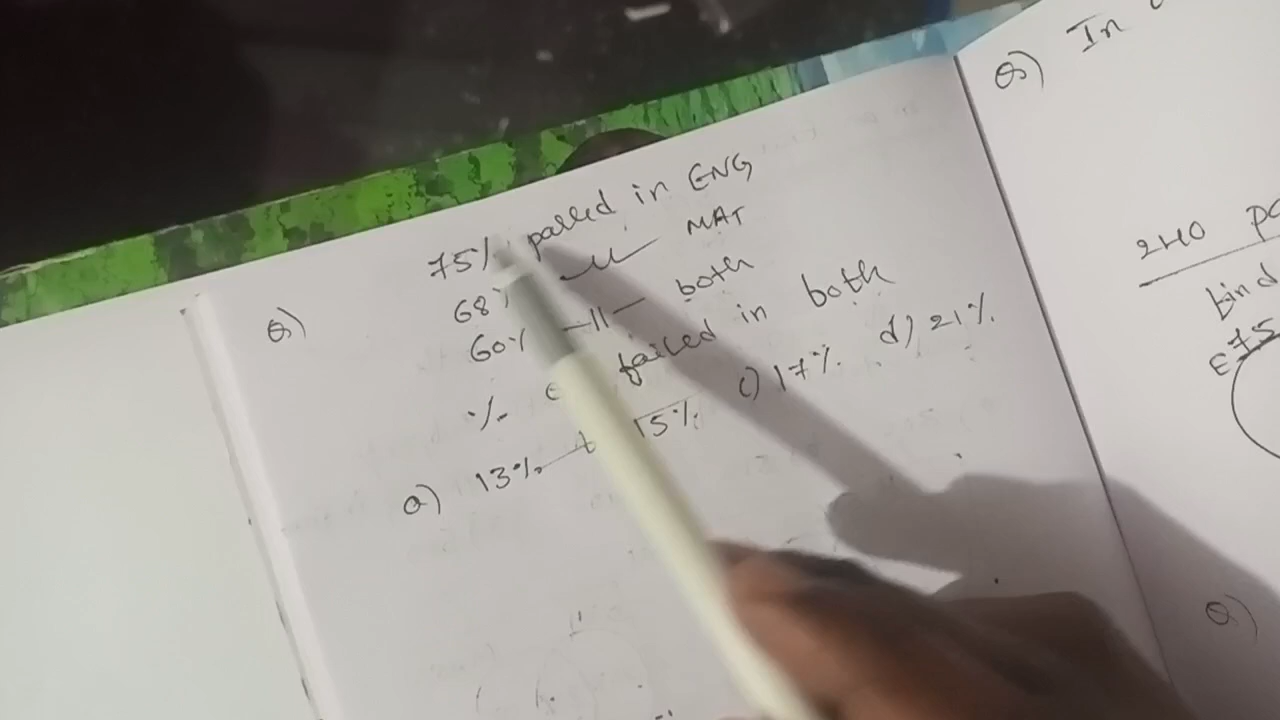 Q) 75% passed in ENG
68% —॥— MAT
60% —॥— both
% failed in both
a) 13% 15% c) 17% d) 21%
Q) In
240
find
E 75
Q)